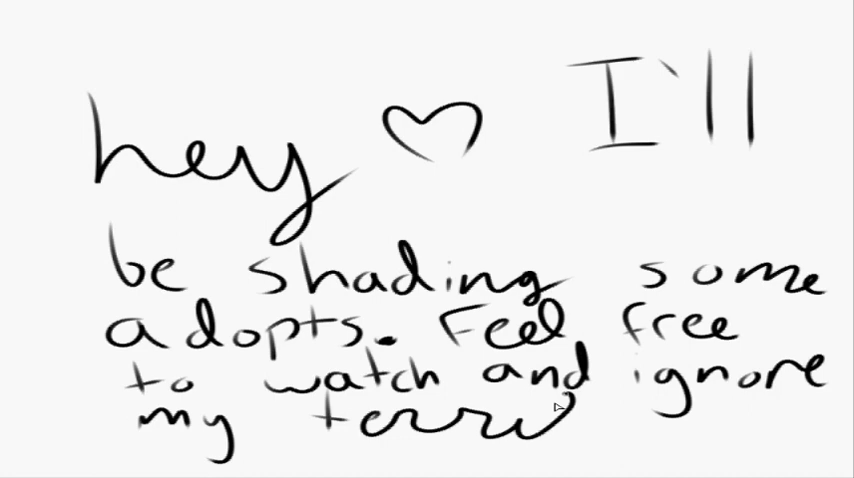 hey ♡ I'll
be shading some
adopts. Feel free
to watch and ignore
my